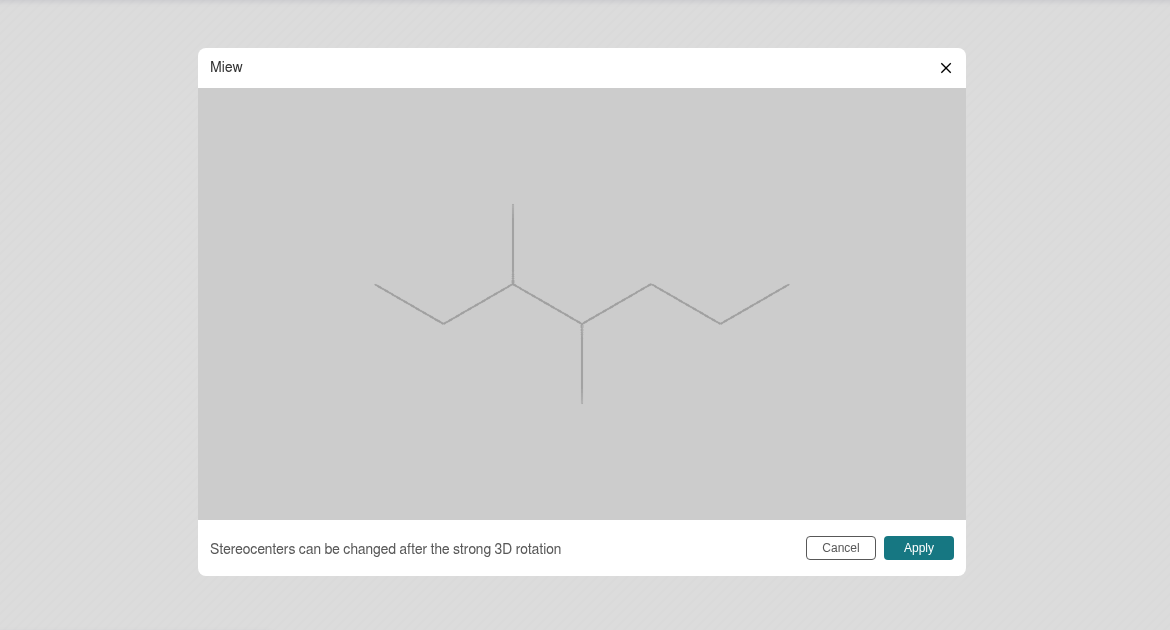 Miew
Stereocenters can be changed after the strong 3D rotation
Cancel
Apply